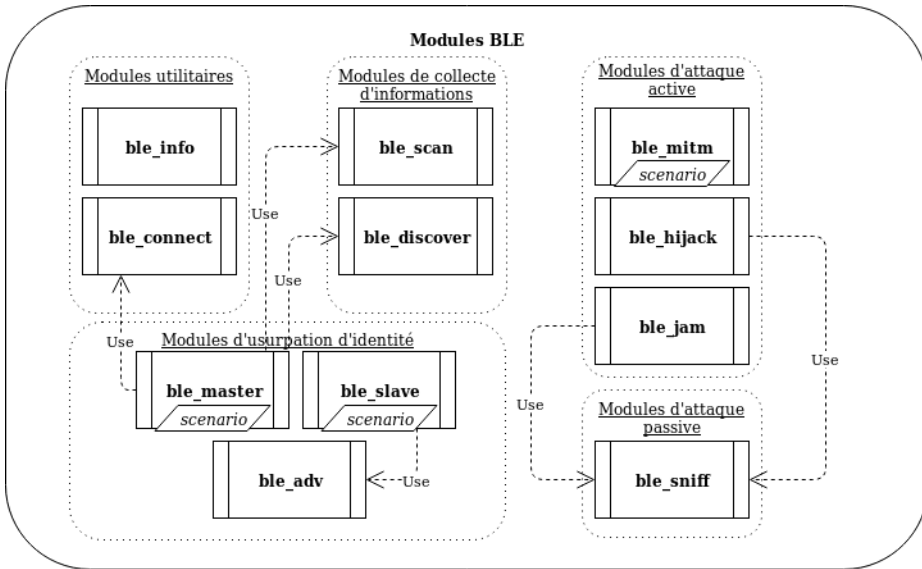 Modules BLE
Modules utilitaires
ble_info
ble_connect
Modules de collecte
d'informations
ble_scan
ble_discover
Modules d'attaque
active
ble_mitm
scenario
ble_hijack
ble_jam
Use
Use
Use
Use
Use
Modules d'usurpation d'identité
ble_master
scenario
ble_slave
scenario
ble_adv
Use
Modules d'attaque
passive
ble_sniff